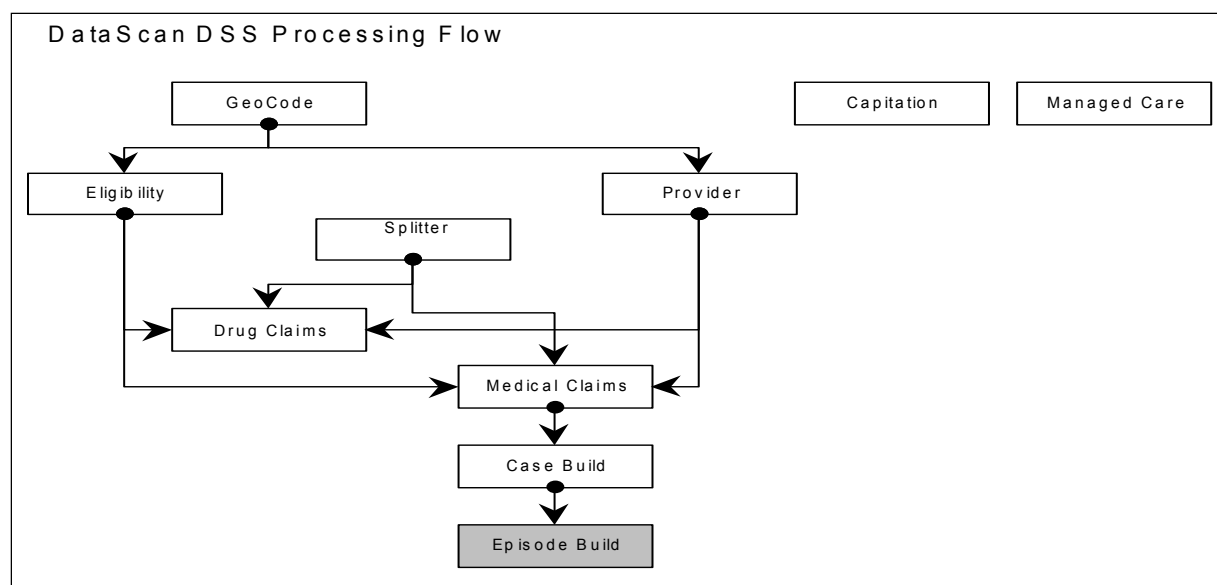 DataScan DSS Processing Flow
GeoCode
Capitation
Managed Care
Eligibility
Provider
Splitter
Drug Claims
Medical Claims
Case Build
Episode Build